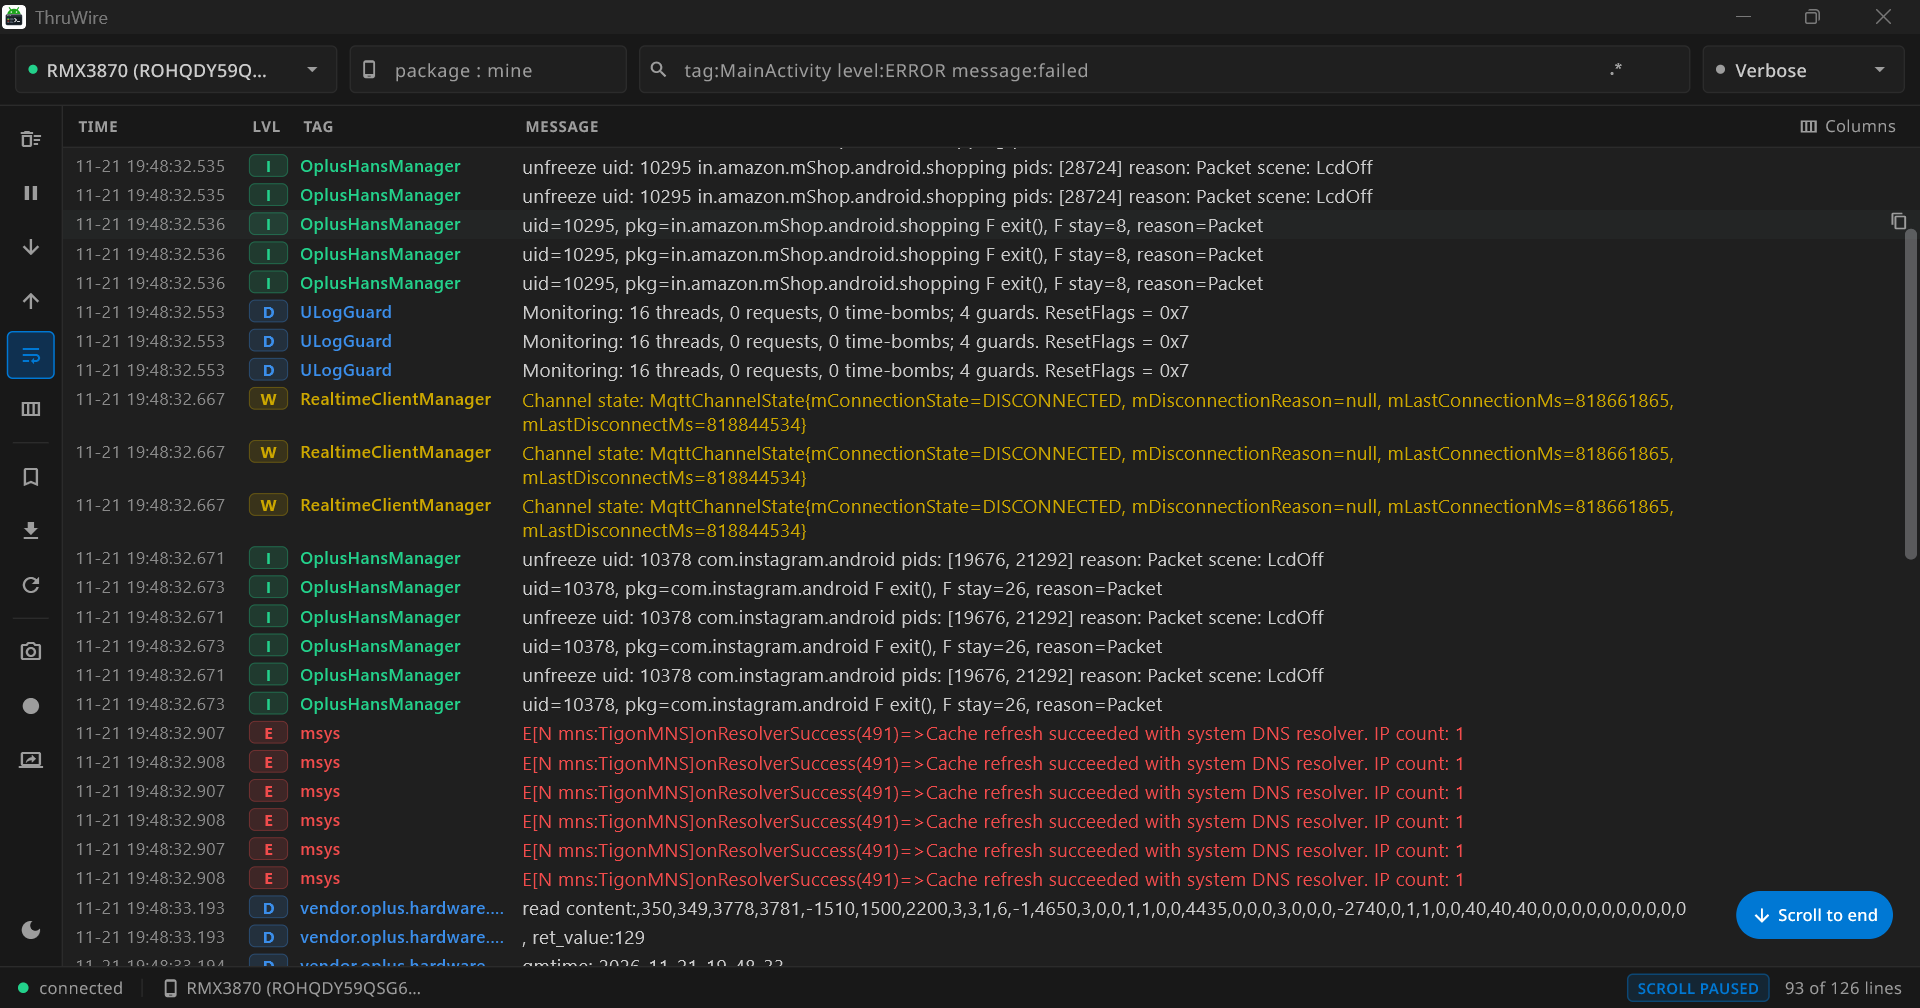 ThruWire
RMX3870 (ROHQDY59Q...
package : mine
tag:MainActivity level:ERROR message:failed
.*
Verbose
TIME LVL TAG MESSAGE
Columns
11-21 19:48:32.535 I OplusHansManager unfreeze uid: 10295 in.amazon.mShop.android.shopping pids: [28724] reason: Packet scene: LcdOff
11-21 19:48:32.535 I OplusHansManager unfreeze uid: 10295 in.amazon.mShop.android.shopping pids: [28724] reason: Packet scene: LcdOff
11-21 19:48:32.536 I OplusHansManager uid=10295, pkg=in.amazon.mShop.android.shopping F exit(), F stay=8, reason=Packet
11-21 19:48:32.536 I OplusHansManager uid=10295, pkg=in.amazon.mShop.android.shopping F exit(), F stay=8, reason=Packet
11-21 19:48:32.536 I OplusHansManager uid=10295, pkg=in.amazon.mShop.android.shopping F exit(), F stay=8, reason=Packet
11-21 19:48:32.553 D ULogGuard Monitoring: 16 threads, 0 requests, 0 time-bombs; 4 guards. ResetFlags = 0x7
11-21 19:48:32.553 D ULogGuard Monitoring: 16 threads, 0 requests, 0 time-bombs; 4 guards. ResetFlags = 0x7
11-21 19:48:32.553 D ULogGuard Monitoring: 16 threads, 0 requests, 0 time-bombs; 4 guards. ResetFlags = 0x7
11-21 19:48:32.667 W RealtimeClientManager Channel state: MqttChannelState{mConnectionState=DISCONNECTED, mDisconnectionReason=null, mLastConnectionMs=818661865,
mLastDisconnectMs=818844534}
11-21 19:48:32.667 W RealtimeClientManager Channel state: MqttChannelState{mConnectionState=DISCONNECTED, mDisconnectionReason=null, mLastConnectionMs=818661865,
mLastDisconnectMs=818844534}
11-21 19:48:32.667 W RealtimeClientManager Channel state: MqttChannelState{mConnectionState=DISCONNECTED, mDisconnectionReason=null, mLastConnectionMs=818661865,
mLastDisconnectMs=818844534}
11-21 19:48:32.671 I OplusHansManager unfreeze uid: 10378 com.instagram.android pids: [19676, 21292] reason: Packet scene: LcdOff
11-21 19:48:32.673 I OplusHansManager uid=10378, pkg=com.instagram.android F exit(), F stay=26, reason=Packet
11-21 19:48:32.671 I OplusHansManager unfreeze uid: 10378 com.instagram.android pids: [19676, 21292] reason: Packet scene: LcdOff
11-21 19:48:32.673 I OplusHansManager uid=10378, pkg=com.instagram.android F exit(), F stay=26, reason=Packet
11-21 19:48:32.671 I OplusHansManager unfreeze uid: 10378 com.instagram.android pids: [19676, 21292] reason: Packet scene: LcdOff
11-21 19:48:32.673 I OplusHansManager uid=10378, pkg=com.instagram.android F exit(), F stay=26, reason=Packet
11-21 19:48:32.907 E msys E[N mns:TigonMNS]onResolverSuccess(491)=>Cache refresh succeeded with system DNS resolver. IP count: 1
11-21 19:48:32.908 E msys E[N mns:TigonMNS]onResolverSuccess(491)=>Cache refresh succeeded with system DNS resolver. IP count: 1
11-21 19:48:32.907 E msys E[N mns:TigonMNS]onResolverSuccess(491)=>Cache refresh succeeded with system DNS resolver. IP count: 1
11-21 19:48:32.908 E msys E[N mns:TigonMNS]onResolverSuccess(491)=>Cache refresh succeeded with system DNS resolver. IP count: 1
11-21 19:48:32.907 E msys E[N mns:TigonMNS]onResolverSuccess(491)=>Cache refresh succeeded with system DNS resolver. IP count: 1
11-21 19:48:32.908 E msys E[N mns:TigonMNS]onResolverSuccess(491)=>Cache refresh succeeded with system DNS resolver. IP count: 1
11-21 19:48:33.193 D vendor.oplus.hardware.... read content:,350,349,3778,3781,-1510,1500,2200,3,3,1,6,-1,4650,3,0,0,1,1,0,0,4435,0,0,0,3,0,0,0,-2740,0,1,1,0,0,40,40,40,0,0,0,0,0,0,0,0,0,0
11-21 19:48:33.193 D vendor.oplus.hardware.... , ret_value:129
11-21 19:48:33.194 D vendor.oplus.hardware.... gmtime: 2026-11-21 19:48:33
Scroll to end
connected
RMX3870 (ROHQDY59QSG6...
SCROLL PAUSED
93 of 126 lines